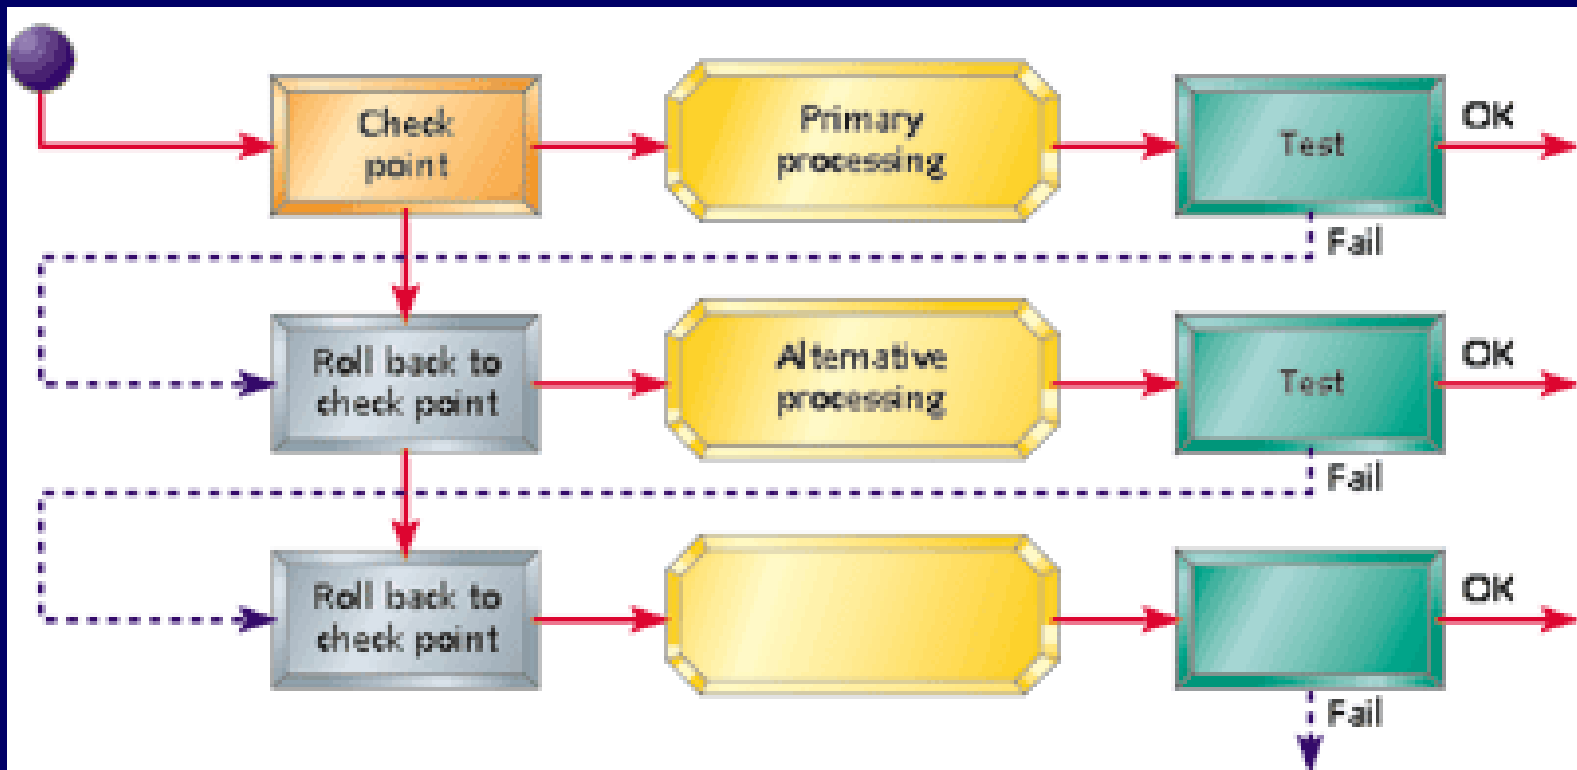 Check
point
Primary
processing
Test
OK
Fail
Roll back to
check point
Alternative
processing
Test
OK
Fail
Roll back to
check point
OK
Fail